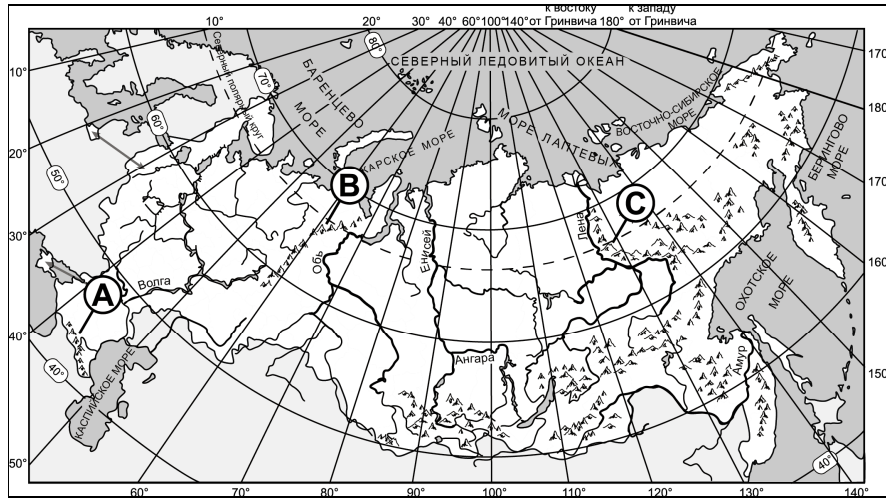 к востоку к западу
10° 20° 30° 40° 60° 100° 140° от Гринвича 180° от Гринвича
170°
10°
80°
СЕВЕРНЫЙ ЛЕДОВИТЫЙ ОКЕАН
Северный полярный круг
70°
БАРЕНЦЕВО
МОРЕ
КАРСКОЕ МОРЕ
МОРЕ ЛАПТЕВЫХ
ВОСТОЧНО-СИБИРСКОЕ
МОРЕ
180°
60°
20°
50°
БЕРИНГОВО
МОРЕ
170°
B
C
30°
Лена
Енисей
Обь
Волга
A
160°
ОХОТСКОЕ
МОРЕ
40°
КАСПИЙСКОЕ МОРЕ
Ангара
Амур
150°
40°
50°
40°
60° 70° 80° 90° 100° 110° 120° 130° 140°